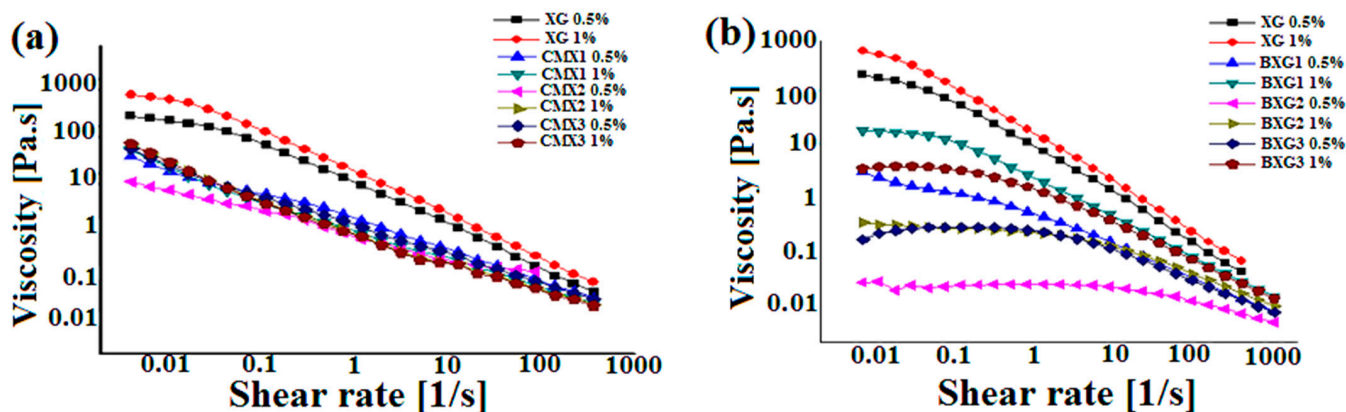 (a)
XG 0.5%
XG 1%
CMX1 0.5%
CMX1 1%
CMX2 0.5%
CMX2 1%
CMX3 0.5%
CMX3 1%
1000
100
10
1
0.1
0.01
Viscosity [Pa.s]
0.01 0.1 1 10 100 1000
Shear rate [1/s]
(b)
XG 0.5%
XG 1%
BXG1 0.5%
BXG1 1%
BXG2 0.5%
BXG2 1%
BXG3 0.5%
BXG3 1%
1000
100
10
1
0.1
0.01
Viscosity [Pa.s]
0.01 0.1 1 10 100 1000
Shear rate [1/s]